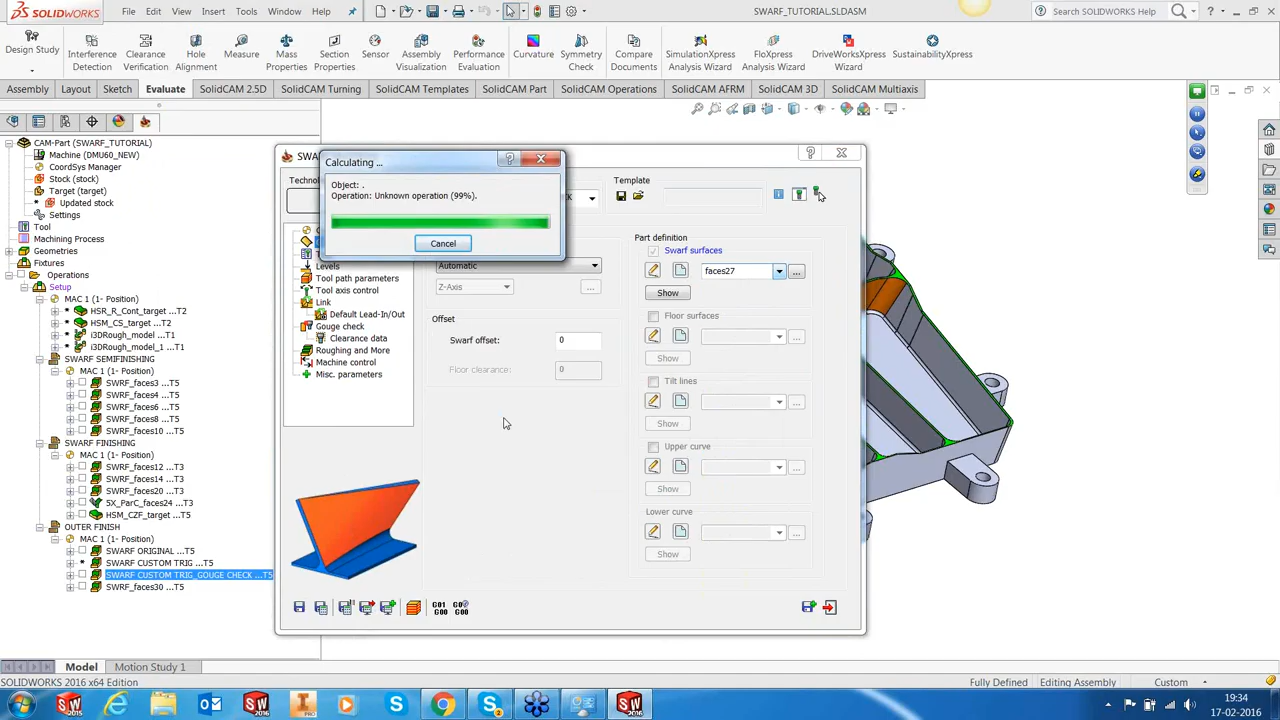 SOLIDWORKS File Edit View Insert Tools Window Help SWARF_TUTORIAL.SLDASM Search SOLIDWORKS Help
Design Study
Interference Detection
Clearance Verification
Hole Alignment
Measure
Mass Properties
Section Properties
Sensor
Assembly Visualization
Performance Evaluation
Curvature
Symmetry Check
Compare Documents
SimulationXpress Analysis Wizard
FloXpress Analysis Wizard
DriveWorksXpress Wizard
SustainabilityXpress
Assembly Layout Sketch Evaluate SolidCAM 2.5D SolidCAM Turning SolidCAM Templates SolidCAM Part SolidCAM Operations SolidCAM AFRM SolidCAM 3D SolidCAM Multiaxis
CAM-Part (SWARF_TUTORIAL)
Machine (DMU60_NEW)
CoordSys Manager
Stock (stock)
Target (target)
Updated stock
Settings
Tool
Machining Process
Geometries
Fixtures
Operations
Setup
MAC 1 (1- Position)
HSR_R_Cont_target ...T2
HSM_CS_target ...T2
i3DRough_model ...T1
i3DRough_model_1 ...T1
SWARF SEMIFINISHING
MAC 1 (1- Position)
SWRF_faces3 ...T5
SWRF_faces4 ...T5
SWRF_faces6 ...T5
SWRF_faces8 ...T5
SWRF_faces10 ...T5
SWARF FINISHING
MAC 1 (1- Position)
SWRF_faces12 ...T3
SWRF_faces14 ...T3
SWRF_faces20 ...T3
5X_ParC_faces24 ...T3
HSM_CZF_target ...T5
OUTER FINISH
MAC 1 (1- Position)
SWARF ORIGINAL ...T5
SWARF CUSTOM TRIG ...T5
SWARF CUSTOM TRIG_GOUGE CHECK ...T5
SWRF_faces30 ...T5
Calculating ...
Object: .
Operation: Unknown operation (99%).
Cancel
Template
Levels
Tool path parameters
Tool axis control
Link
Default Lead-In/Out
Gouge check
Clearance data
Roughing and More
Machine control
Misc. parameters
Automatic
Z-Axis
...
Offset
Swarf offset: 0
Floor clearance: 0
Part definition
Swarf surfaces
faces27 ...
Show
Floor surfaces
...
Show
Tilt lines
...
Show
Upper curve
...
Show
Lower curve
...
Show
G01 G00
Model Motion Study 1
SOLIDWORKS 2016 x64 Edition Fully Defined Editing Assembly Custom
19:34
17-02-2016